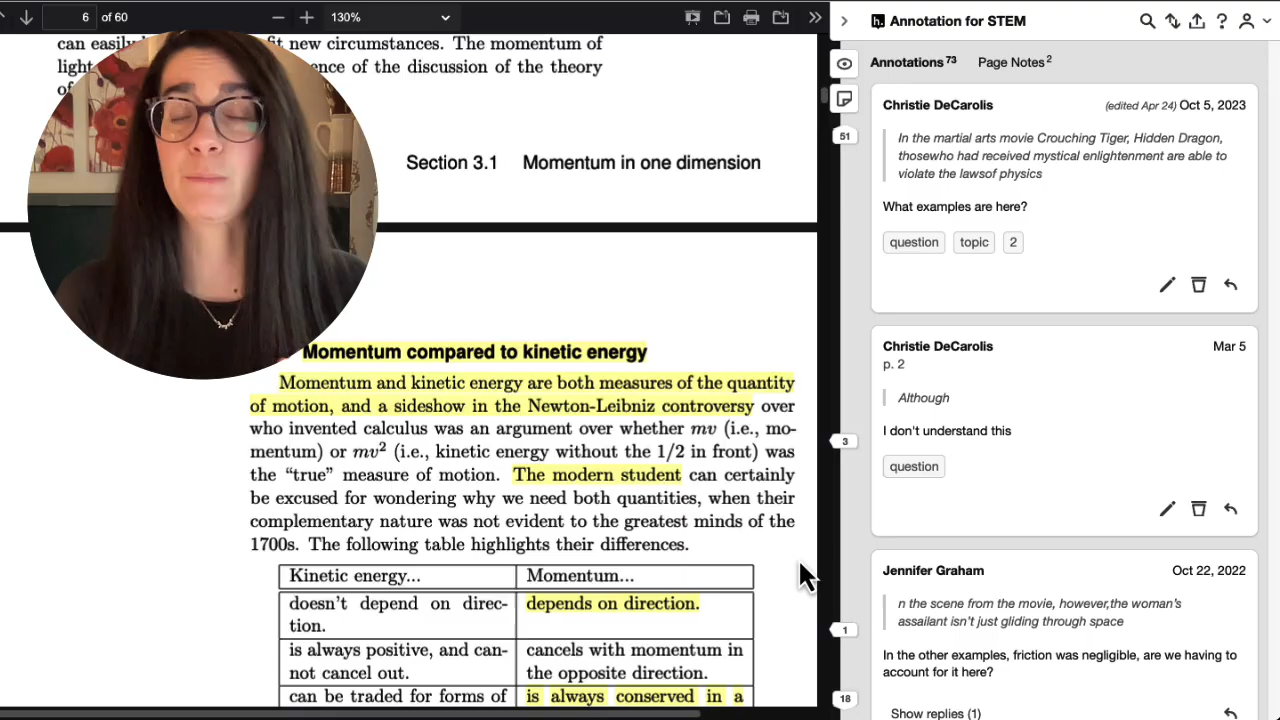 6 of 60
130%
can easily
fit new circumstances. The momentum of
light
ence of the discussion of the theory
of
Section 3.1 Momentum in one dimension
Momentum compared to kinetic energy
Momentum and kinetic energy are both measures of the quantity
of motion, and a sideshow in the Newton-Leibniz controversy over
who invented calculus was an argument over whether mv (i.e., mo-
mentum) or mv² (i.e., kinetic energy without the 1/2 in front) was
the “true” measure of motion. The modern student can certainly
be excused for wondering why we need both quantities, when their
complementary nature was not evident to the greatest minds of the
1700s. The following table highlights their differences.
Kinetic energy... Momentum...
doesn't depend on direc- depends on direction.
tion.
is always positive, and can- cancels with momentum in
not cancel out. the opposite direction.
can be traded for forms of is always conserved in a
h. Annotation for STEM
Annotations 73 Page Notes 2
51
3
1
18
Christie DeCarolis (edited Apr 24) Oct 5, 2023
In the martial arts movie Crouching Tiger, Hidden Dragon,
thosewho had received mystical enlightenment are able to
violate the lawsof physics
What examples are here?
question topic 2
Christie DeCarolis Mar 5
p. 2
Although
I don't understand this
question
Jennifer Graham Oct 22, 2022
n the scene from the movie, however,the woman's
assailant isn't just gliding through space
In the other examples, friction was negligible, are we having to
account for it here?
Show replies (1)